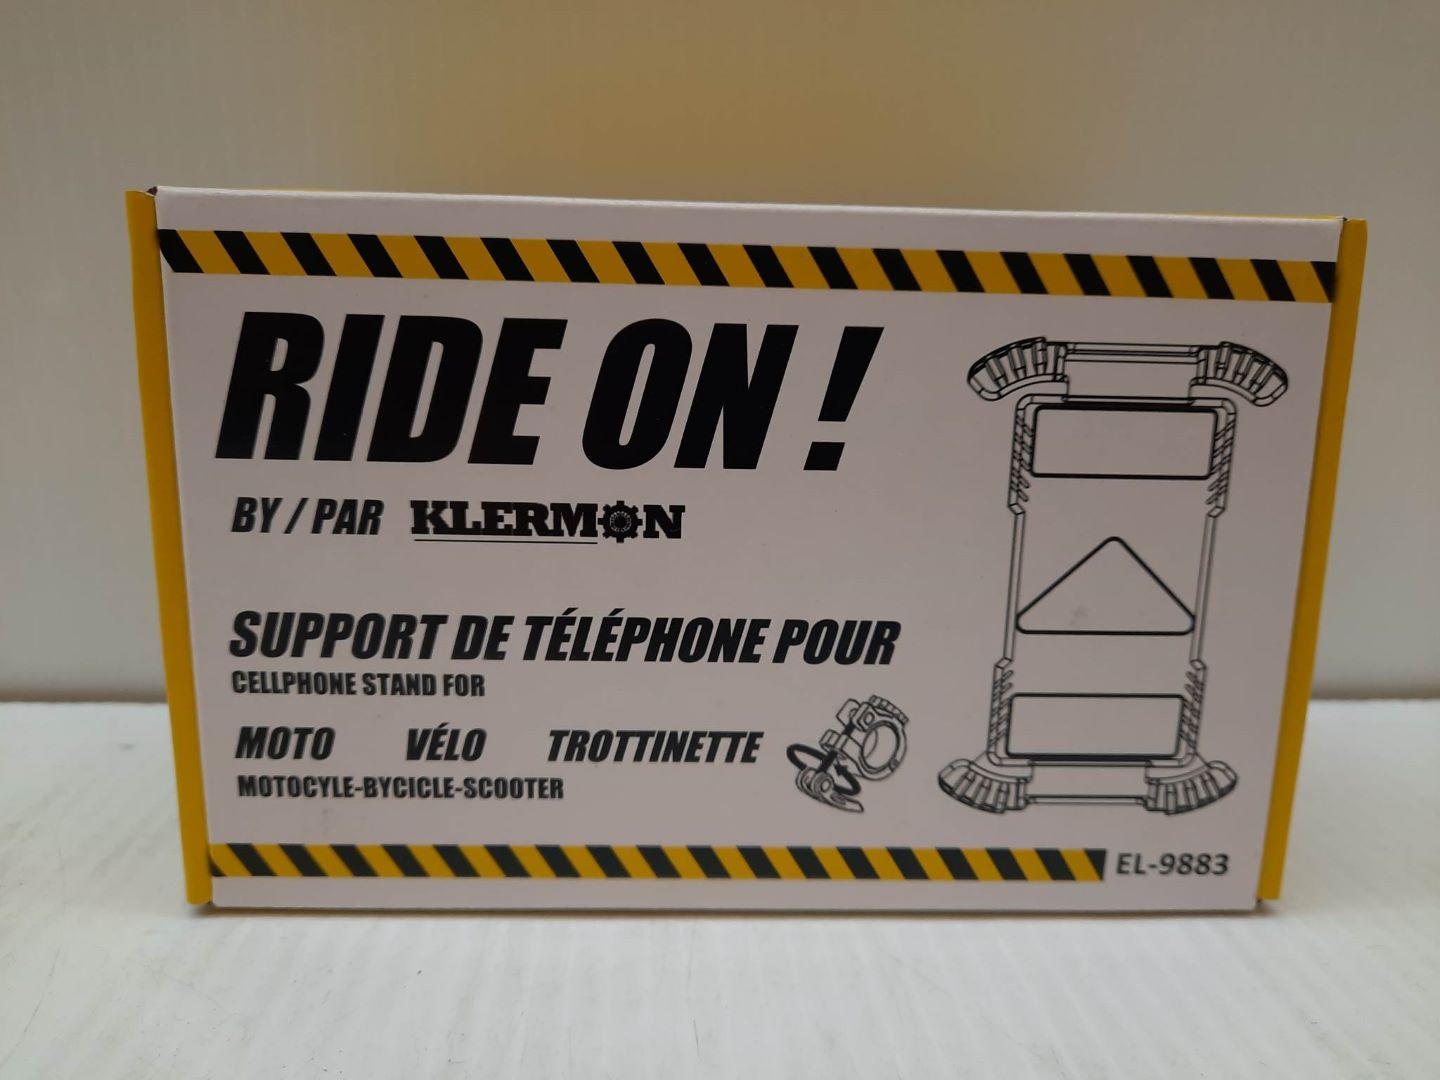 RIDE ON !
BY / PAR KLERMON
SUPPORT DE TÉLÉPHONE POUR
CELLPHONE STAND FOR
MOTO VÉLO TROTTINETTE
MOTOCYLE-BYCICLE-SCOOTER
EL-9883